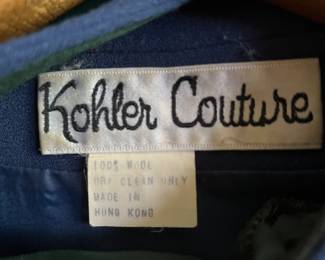 Kohler Couture
100% WOOL
DRY CLEAN ONLY
MADE IN
HONG KONG